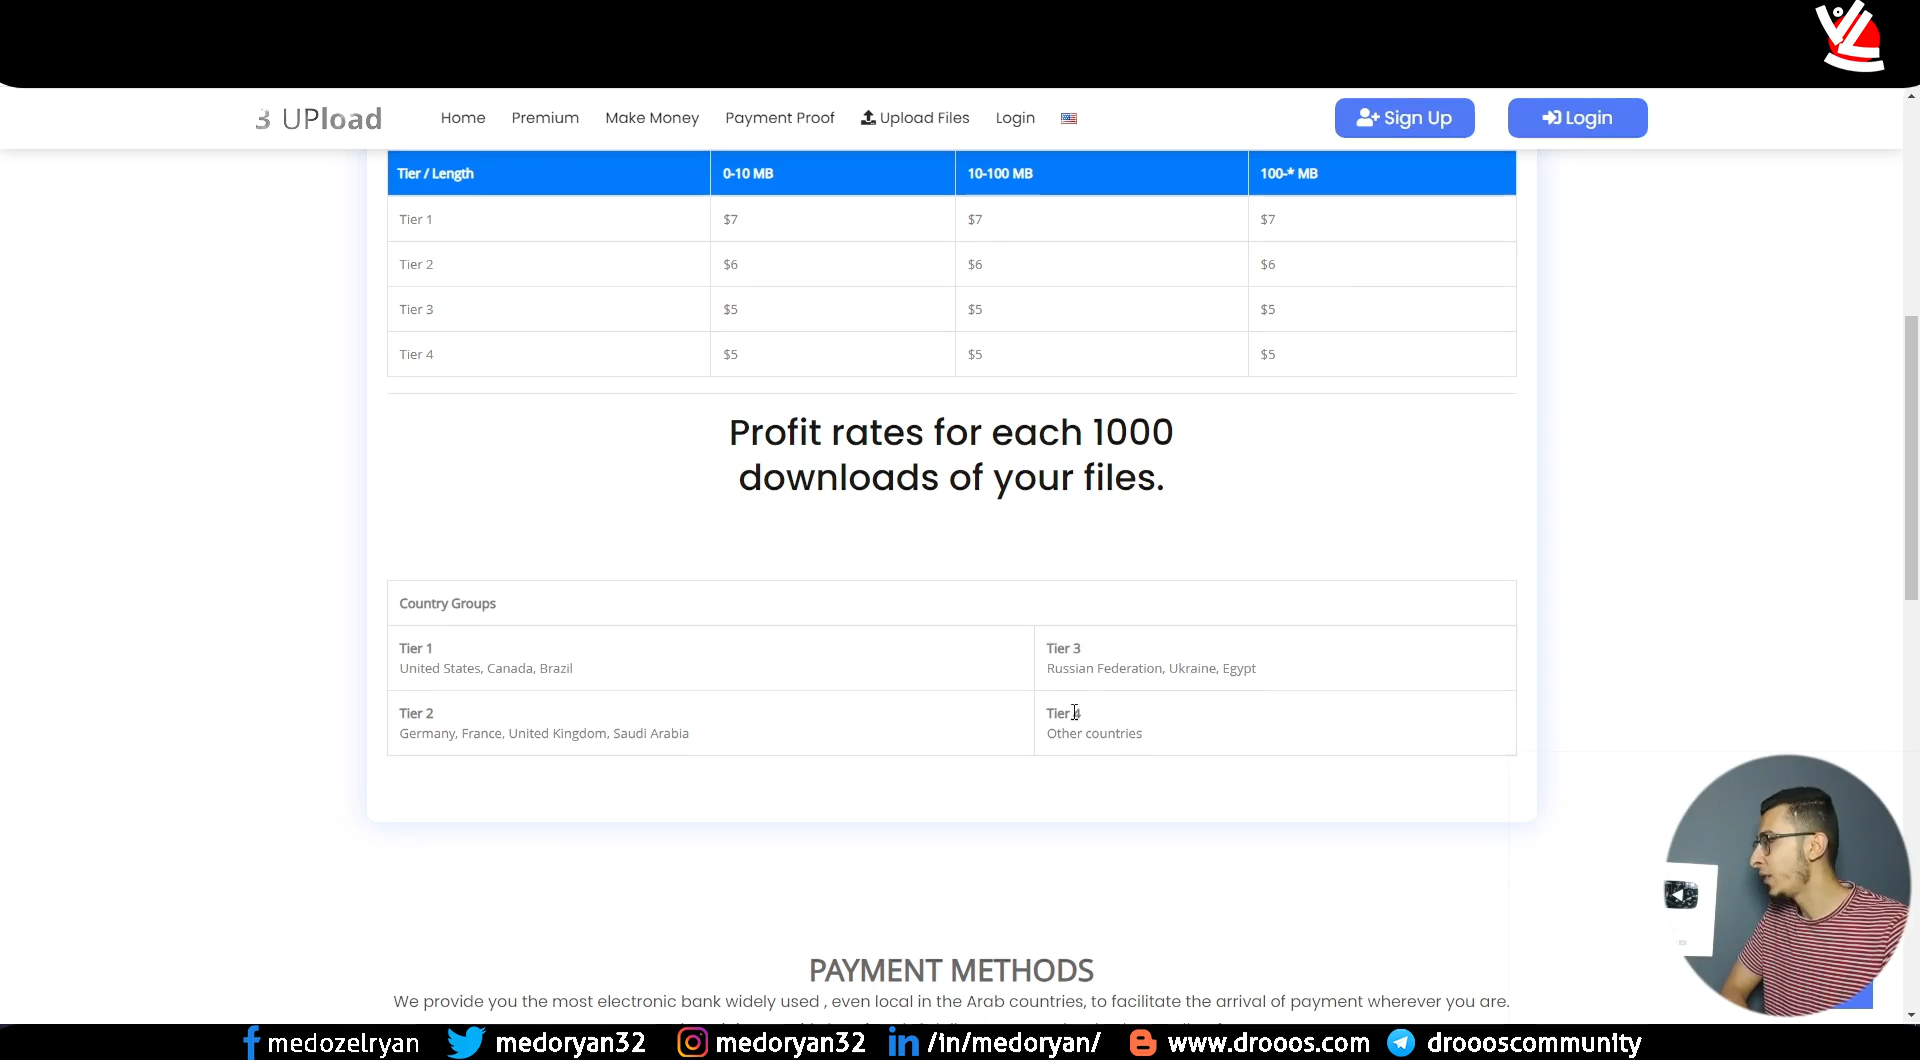 3 UPload
Home Premium Make Money Payment Proof Upload Files Login
Sign Up
Login
Tier / Length 0-10 MB 10-100 MB 100-* MB
Tier 1 $7 $7 $7
Tier 2 $6 $6 $6
Tier 3 $5 $5 $5
Tier 4 $5 $5 $5
Profit rates for each 1000
downloads of your files.
Country Groups
Tier 1
United States, Canada, Brazil
Tier 3
Russian Federation, Ukraine, Egypt
Tier 2
Germany, France, United Kingdom, Saudi Arabia
Tier 4
Other countries
PAYMENT METHODS
We provide you the most electronic bank widely used , even local in the Arab countries, to facilitate the arrival of payment wherever you are.
medozelryan medoryan32 medoryan32 /in/medoryan/ www.drooos.com droooscommunity